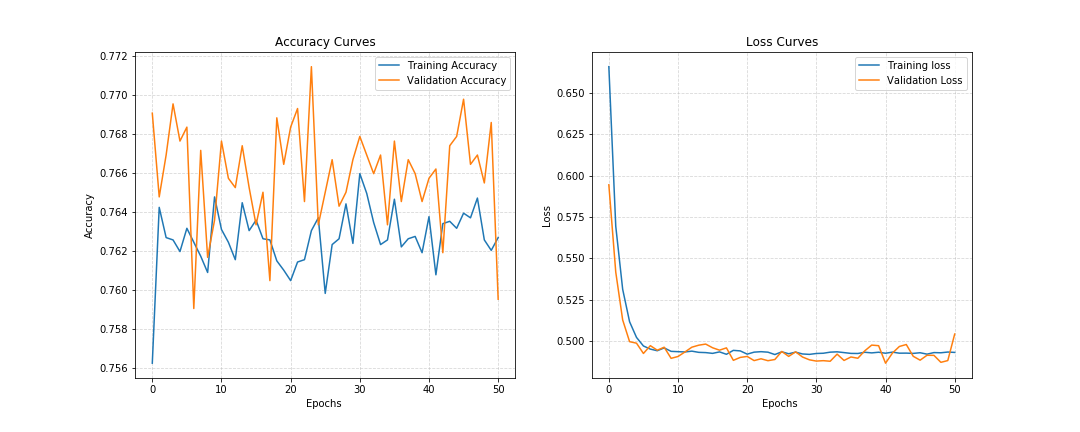 Accuracy Curves
0.772
0.770
0.768
0.766
0.764
0.762
0.760
0.758
0.756
Accuracy
Training Accuracy
Validation Accuracy
0 10 20 30 40 50
Epochs
Loss Curves
0.650
0.625
0.600
0.575
0.550
0.525
0.500
Loss
Training loss
Validation Loss
0 10 20 30 40 50
Epochs